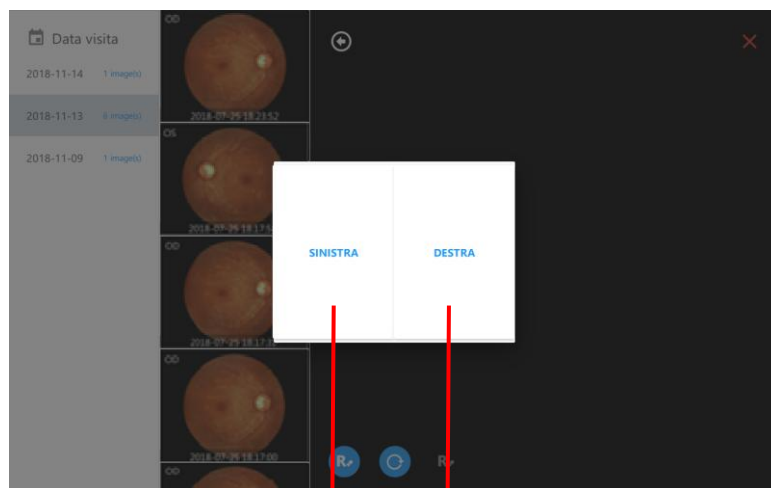 Data visita
2018-11-14 1 image(s)
2018-11-13 6 image(s)
2018-11-09 1 image(s)
OD
2018-07-25 18:23:52
OS
OD
OD
2018-07-25 18:17:00
OD
SINISTRA
DESTRA
R
R